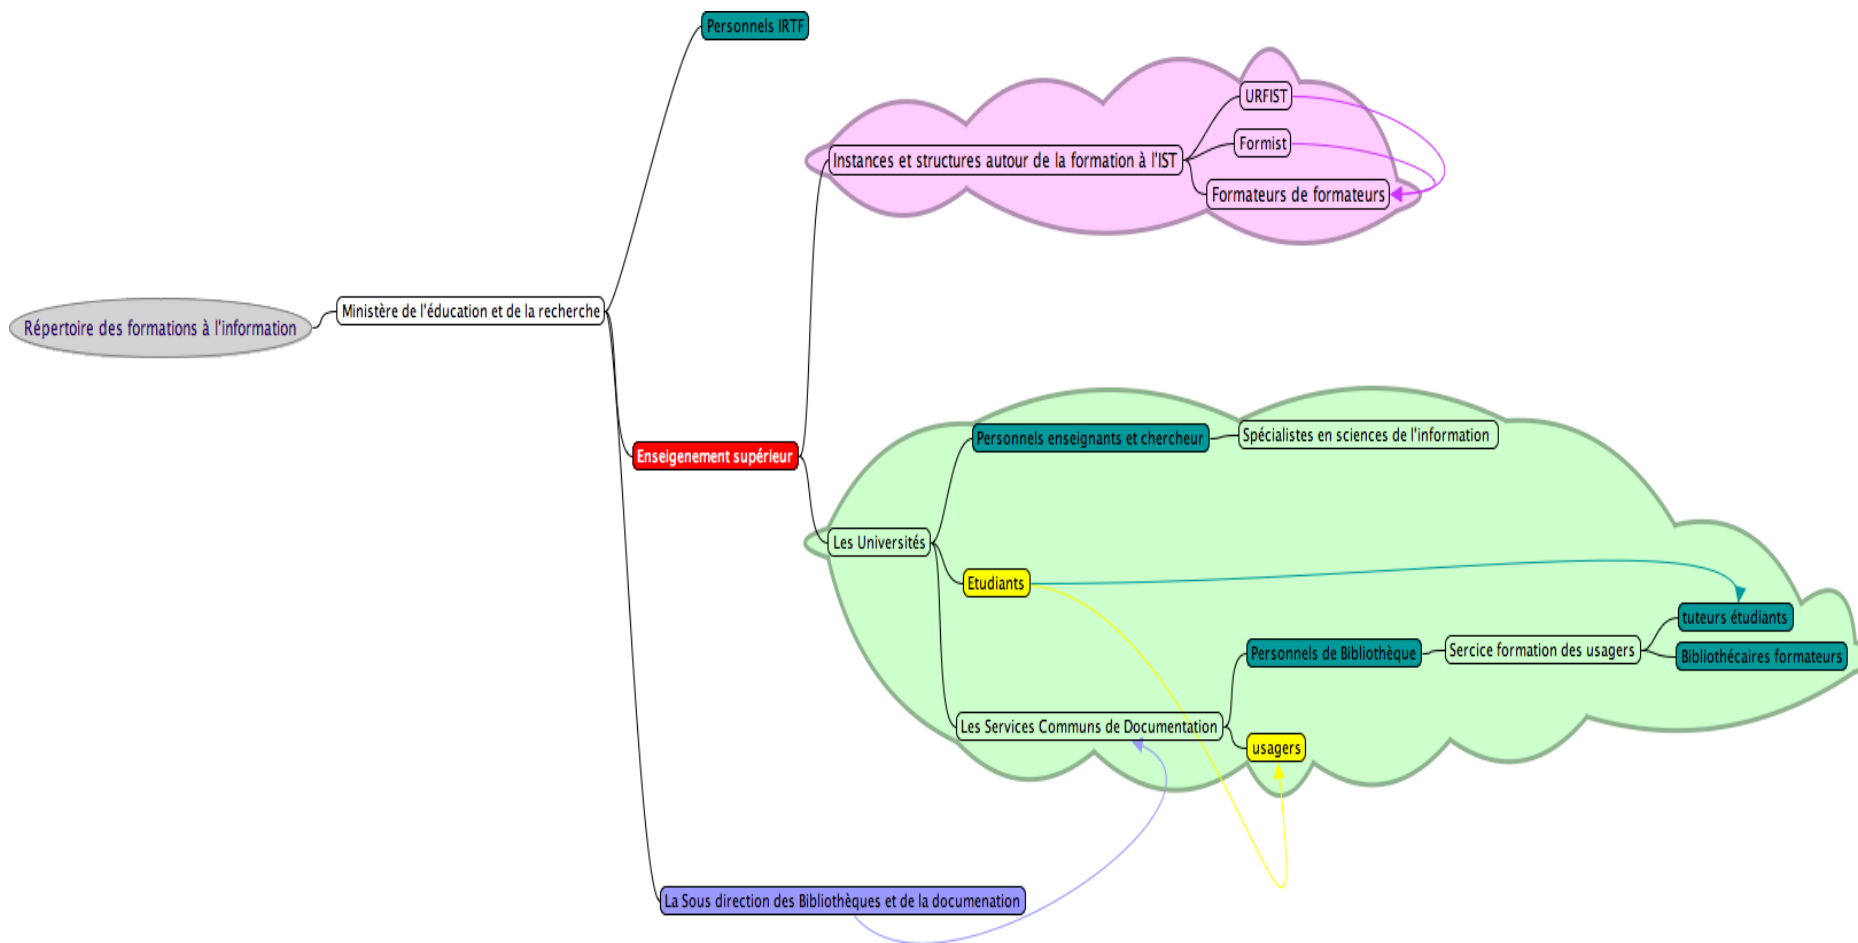 Personnels IRTF
URFIST
Formist
Instances et structures autour de la formation à l'IST
Formateurs de formateurs
Ministère de l'éducation et de la recherche
Répertoire des formations à l'information
Personnels enseignants et chercheur
Spécialistes en sciences de l'information
Enseigenement supérieur
Les Universités
Etudiants
tuteurs étudiants
Personnels de Bibliothèque
Sercice formation des usagers
Bibliothécaires formateurs
Les Services Communs de Documentation
usagers
La Sous direction des Bibliothèques et de la documenation